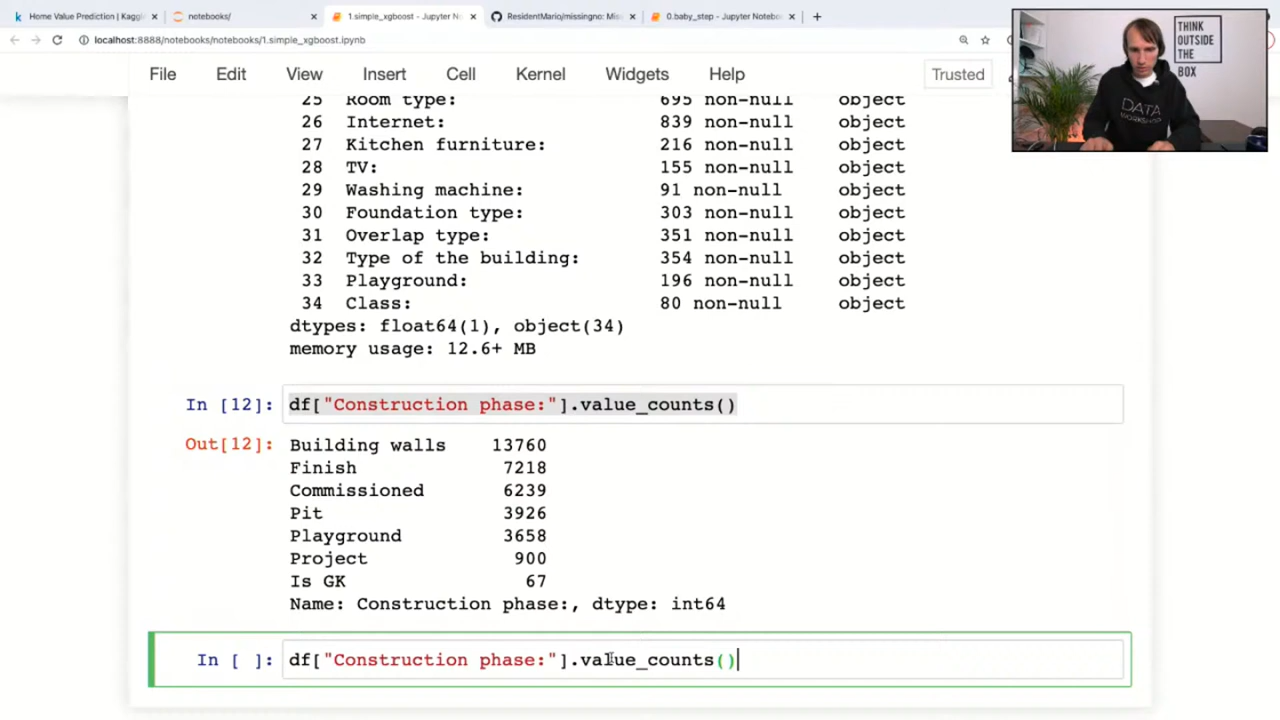 Home Value Prediction | Kaggl
notebooks/
1.simple_xgboost - Jupyter No
ResidentMario/missingno: Mis
0.baby_step - Jupyter Notebo
localhost:8888/notebooks/notebooks/1.simple_xgboost.ipynb
File Edit View Insert Cell Kernel Widgets Help
Trusted
THINK
OUTSIDE
THE
BOX
DATA
WORKSHOP
25 Room type: 695 non-null object
26 Internet: 839 non-null object
27 Kitchen furniture: 216 non-null object
28 TV: 155 non-null object
29 Washing machine: 91 non-null object
30 Foundation type: 303 non-null object
31 Overlap type: 351 non-null object
32 Type of the building: 354 non-null object
33 Playground: 196 non-null object
34 Class: 80 non-null object
dtypes: float64(1), object(34)
memory usage: 12.6+ MB
In [12]: df["Construction phase:"].value_counts()
Out[12]: Building walls 13760
Finish 7218
Commissioned 6239
Pit 3926
Playground 3658
Project 900
Is GK 67
Name: Construction phase:, dtype: int64
In [ ]: df["Construction phase:"].value_counts()